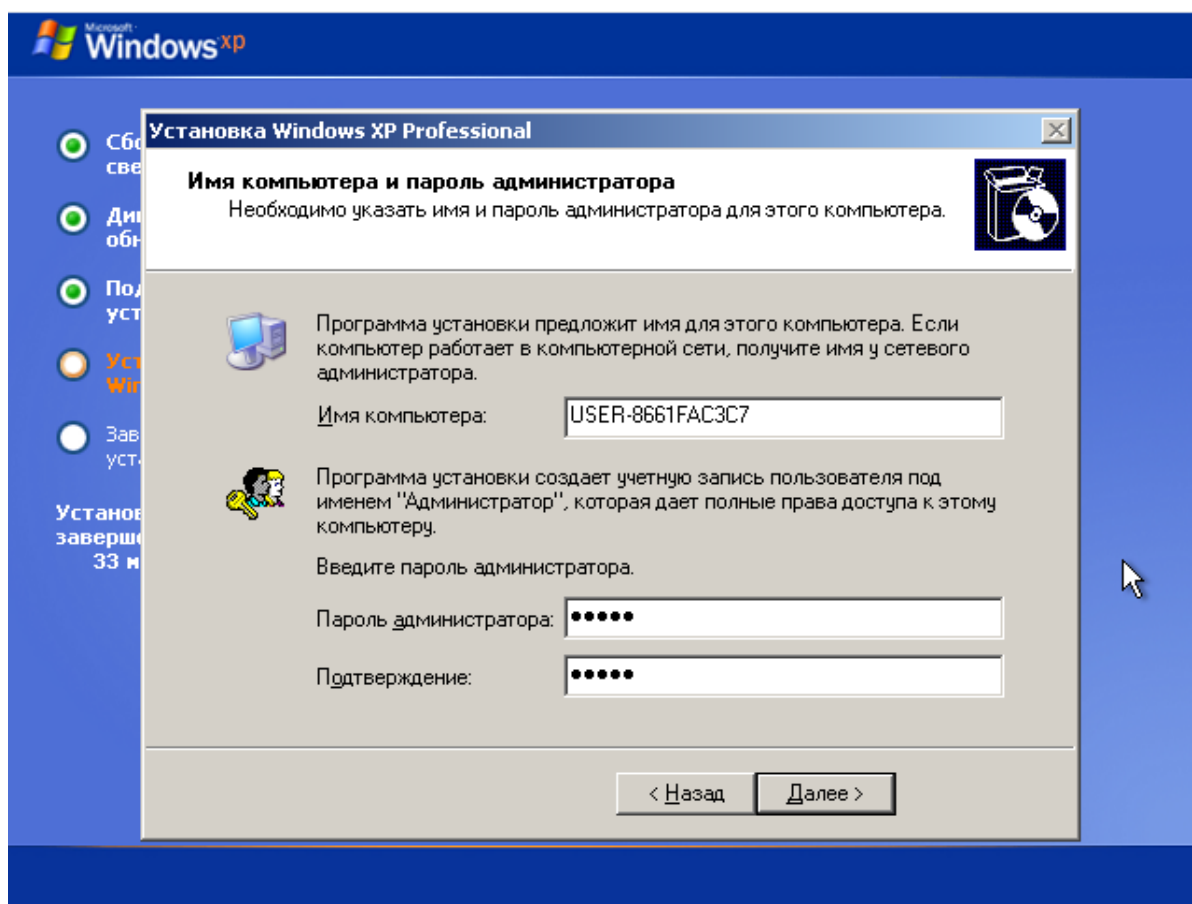 Microsoft
Windows xp
Установка Windows XP Professional
Имя компьютера и пароль администратора
Необходимо указать имя и пароль администратора для этого компьютера.
Программа установки предложит имя для этого компьютера. Если
компьютер работает в компьютерной сети, получите имя у сетевого
администратора.
Имя компьютера: USER-8661FAC3C7
Программа установки создает учетную запись пользователя под
именем "Администратор", которая дает полные права доступа к этому
компьютеру.
Введите пароль администратора.
Пароль администратора: •••••
Подтверждение: •••••
< Назад Далее >
33